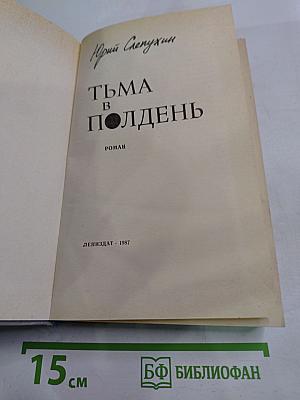 Юрий Слепухин
ТЬМА
В
ПОЛДЕНЬ
РОМАН
ЛЕНИЗДАТ · 1987
15 см
БФ БИБЛИОФАН